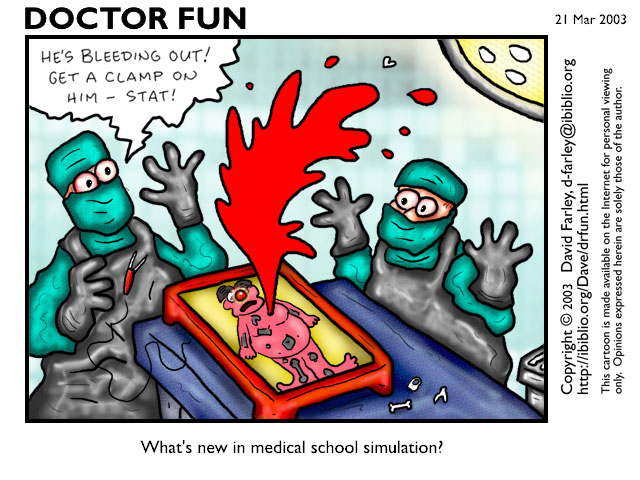 DOCTOR FUN
21 Mar 2003
HE'S BLEEDING OUT!
GET A CLAMP ON
HIM - STAT!
Copyright © 2003 David Farley, d-farley@ibiblio.org
http://ibiblio.org/Dave/drfun.html
This cartoon is made available on the Internet for personal viewing
only. Opinions expressed herein are solely those of the author.
What's new in medical school simulation?